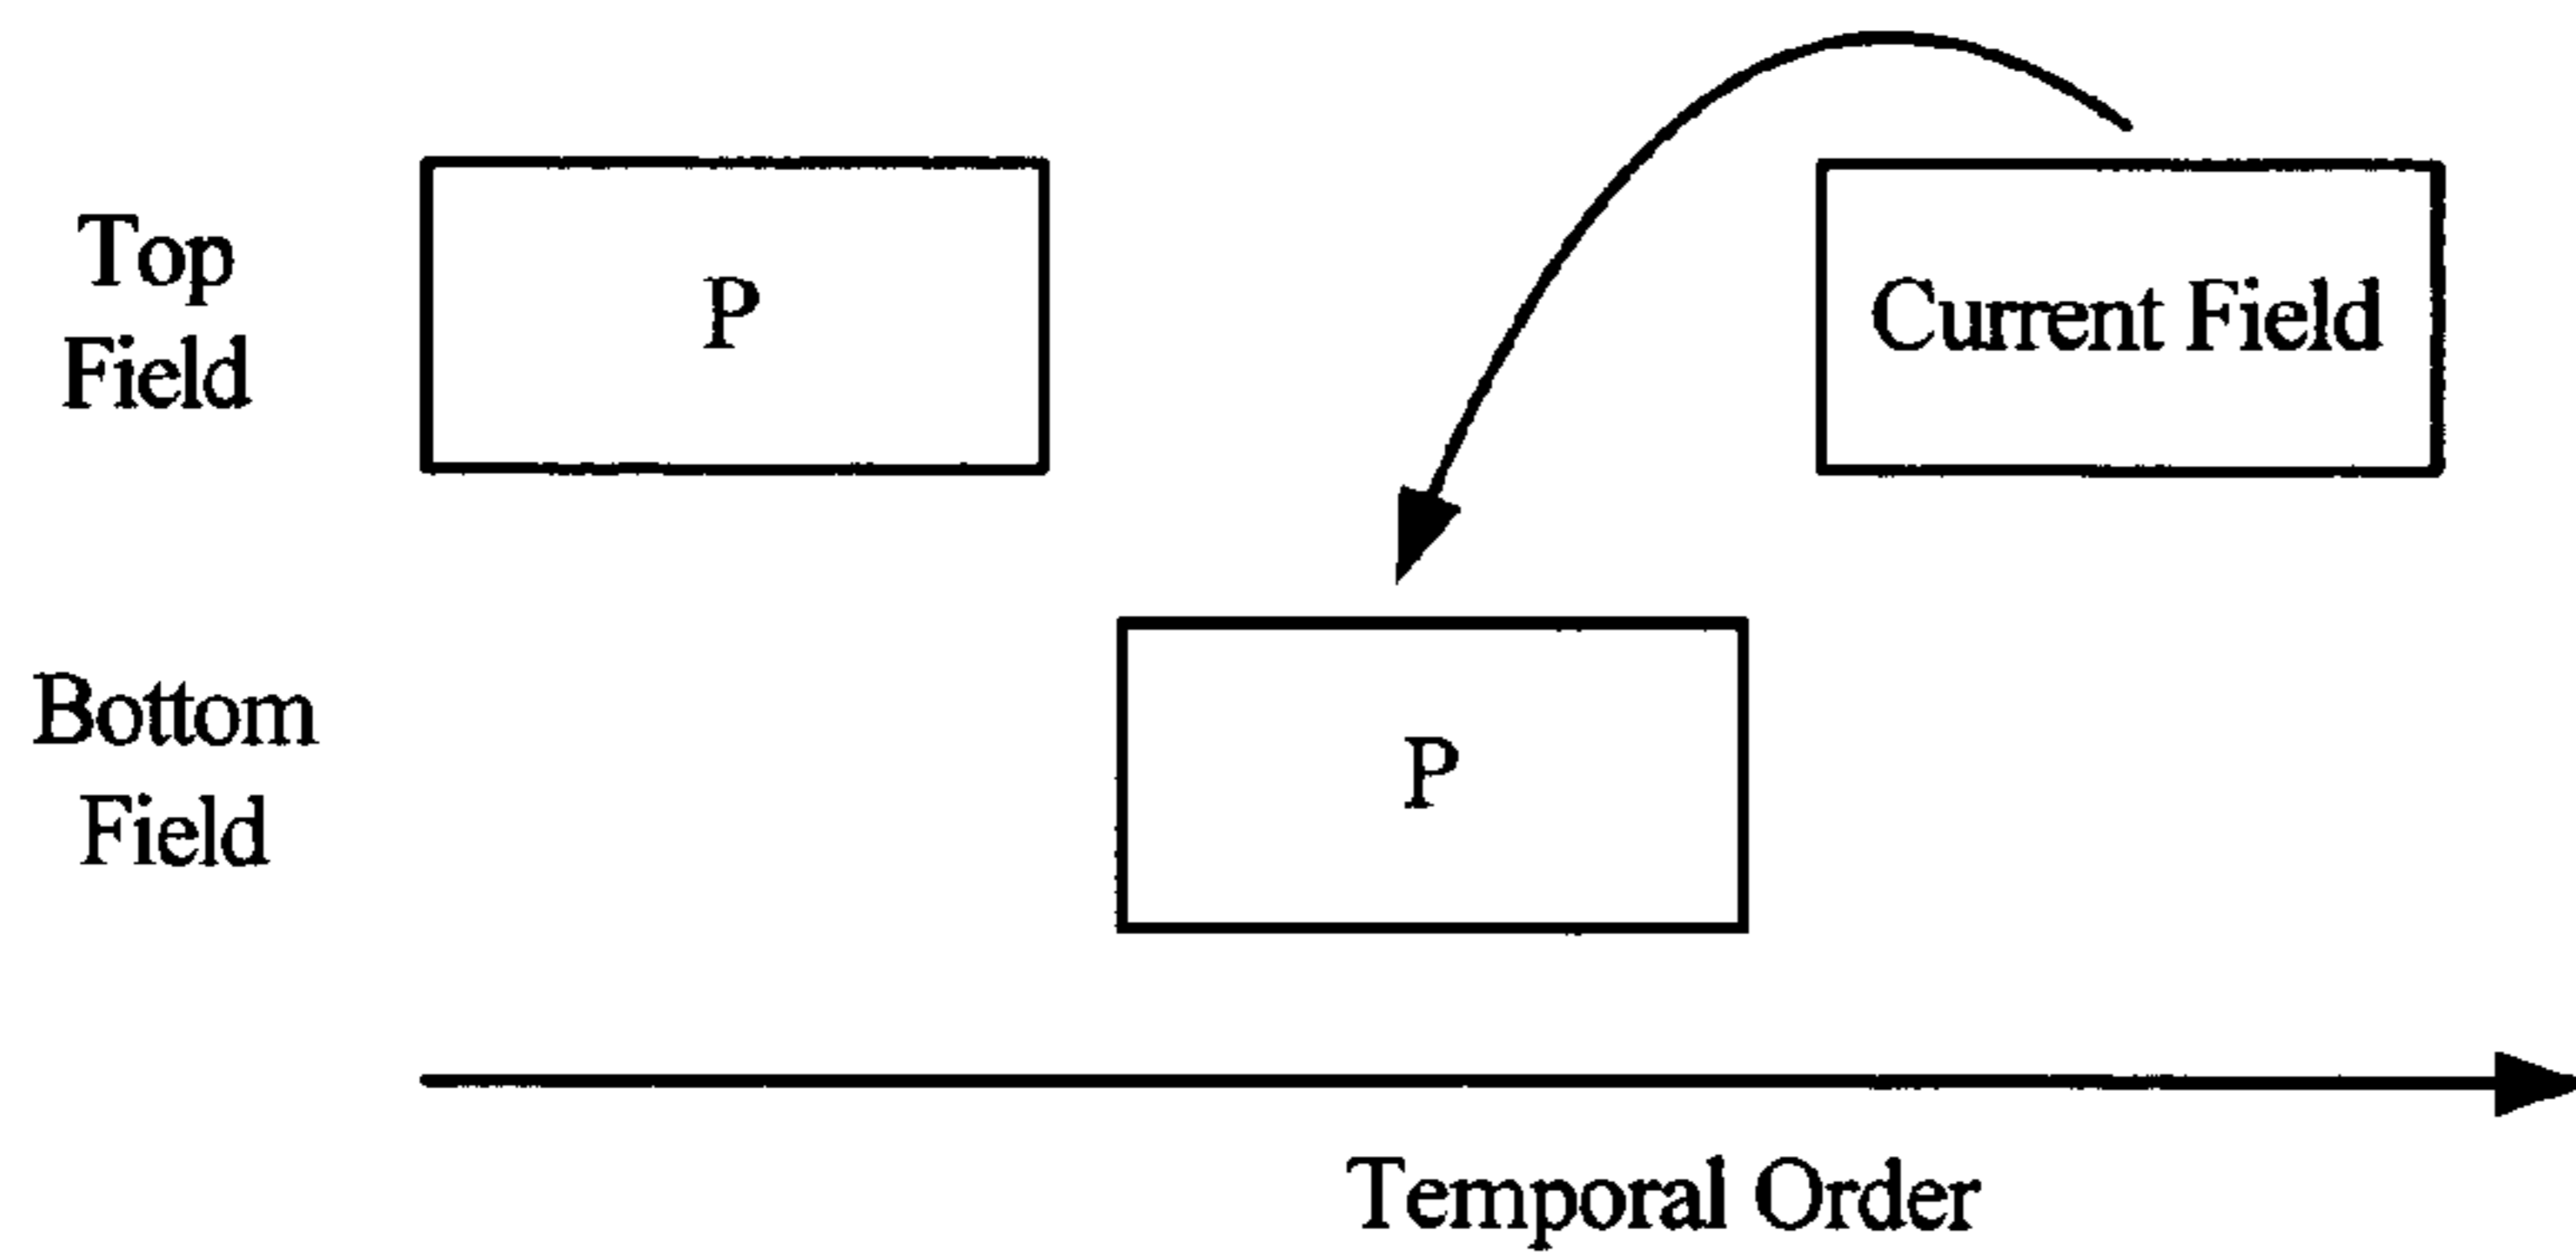 Top
Field
P
Current Field
Bottom
Field
P
Temporal Order